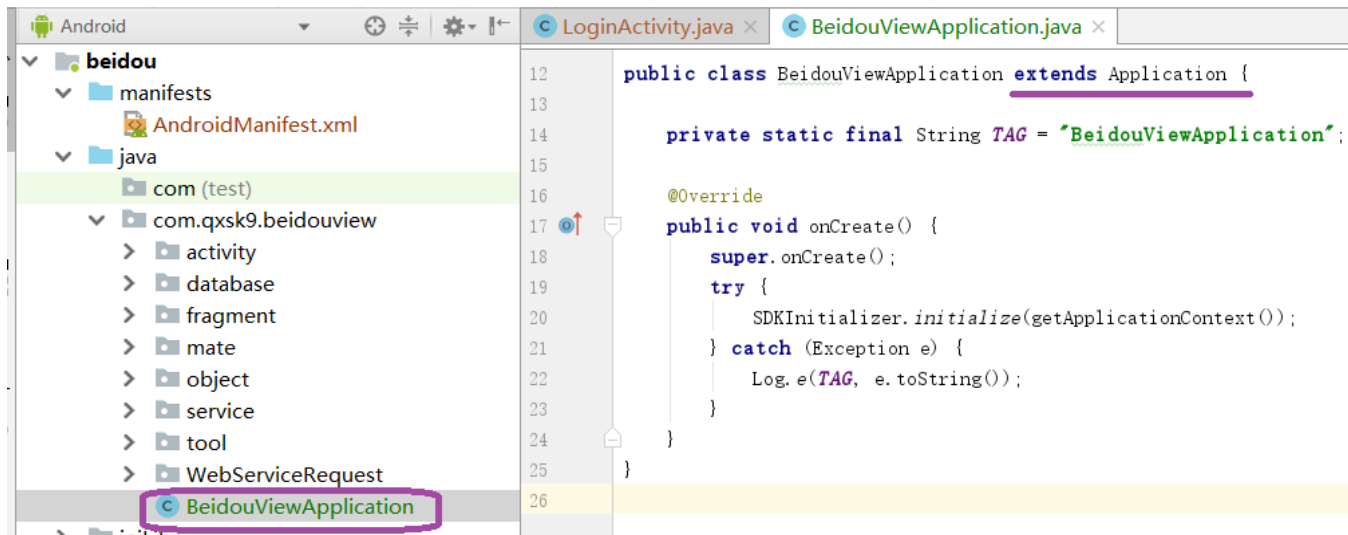 Android
LoginActivity.java
BeidouViewApplication.java
beidou
manifests
AndroidManifest.xml
java
com (test)
com.qxsk9.beidouview
activity
database
fragment
mate
object
service
tool
WebServiceRequest
BeidouViewApplication
12 public class BeidouViewApplication extends Application {
13
14 private static final String TAG = "BeidouViewApplication";
15
16 @Override
17 public void onCreate() {
18 super.onCreate();
19 try {
20 SDKInitializer.initialize(getApplicationContext());
21 } catch (Exception e) {
22 Log.e(TAG, e.toString());
23 }
24 }
25 }
26